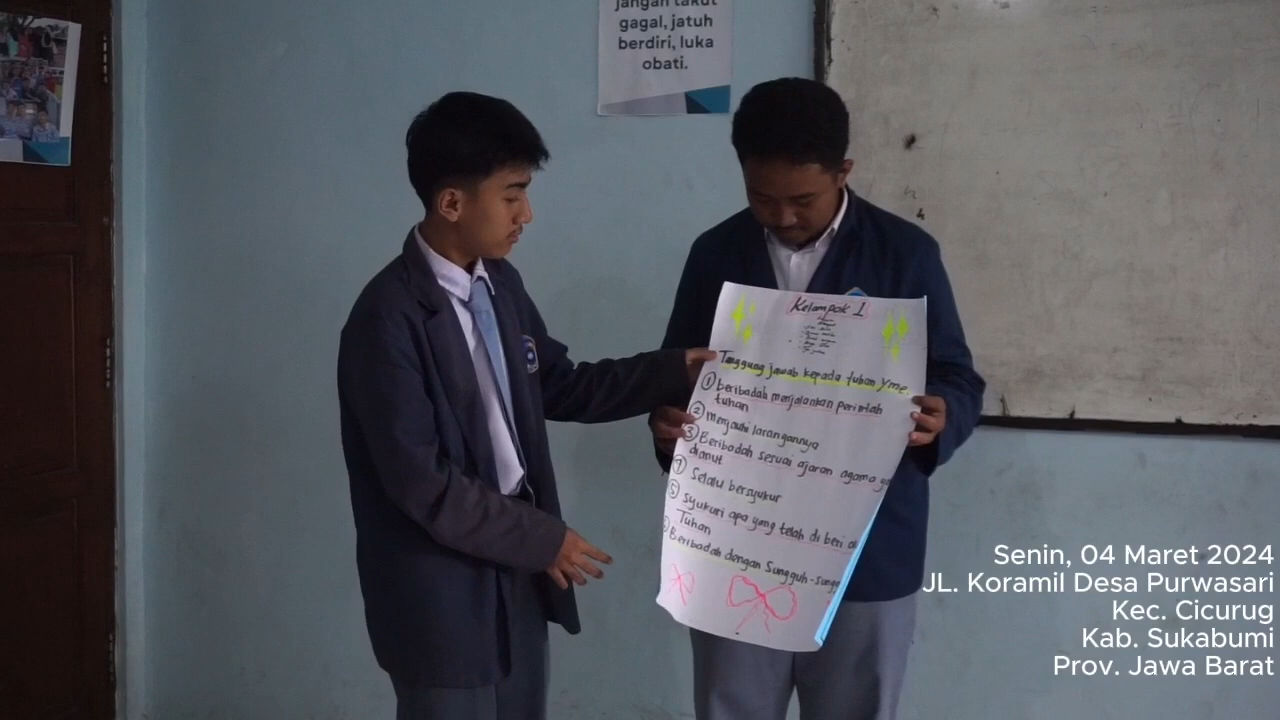 jangan takut
gagal, jatuh
berdiri, luka
obati.
Kelompok 1
Tanggung jawab kepada tuhan Yme.
① beribadah menjalankan perintah
tuhan
② Menjauhi larangannya
③ Beribadah sesuai ajaran agama yg
dianut
Selalu bersyukur
⑤ syukuri apa yang telah di beri
Tuhan
Beribadah dengan Sungguh-sungg
Senin, 04 Maret 2024
JL. Koramil Desa Purwasari
Kec. Cicurug
Kab. Sukabumi
Prov. Jawa Barat